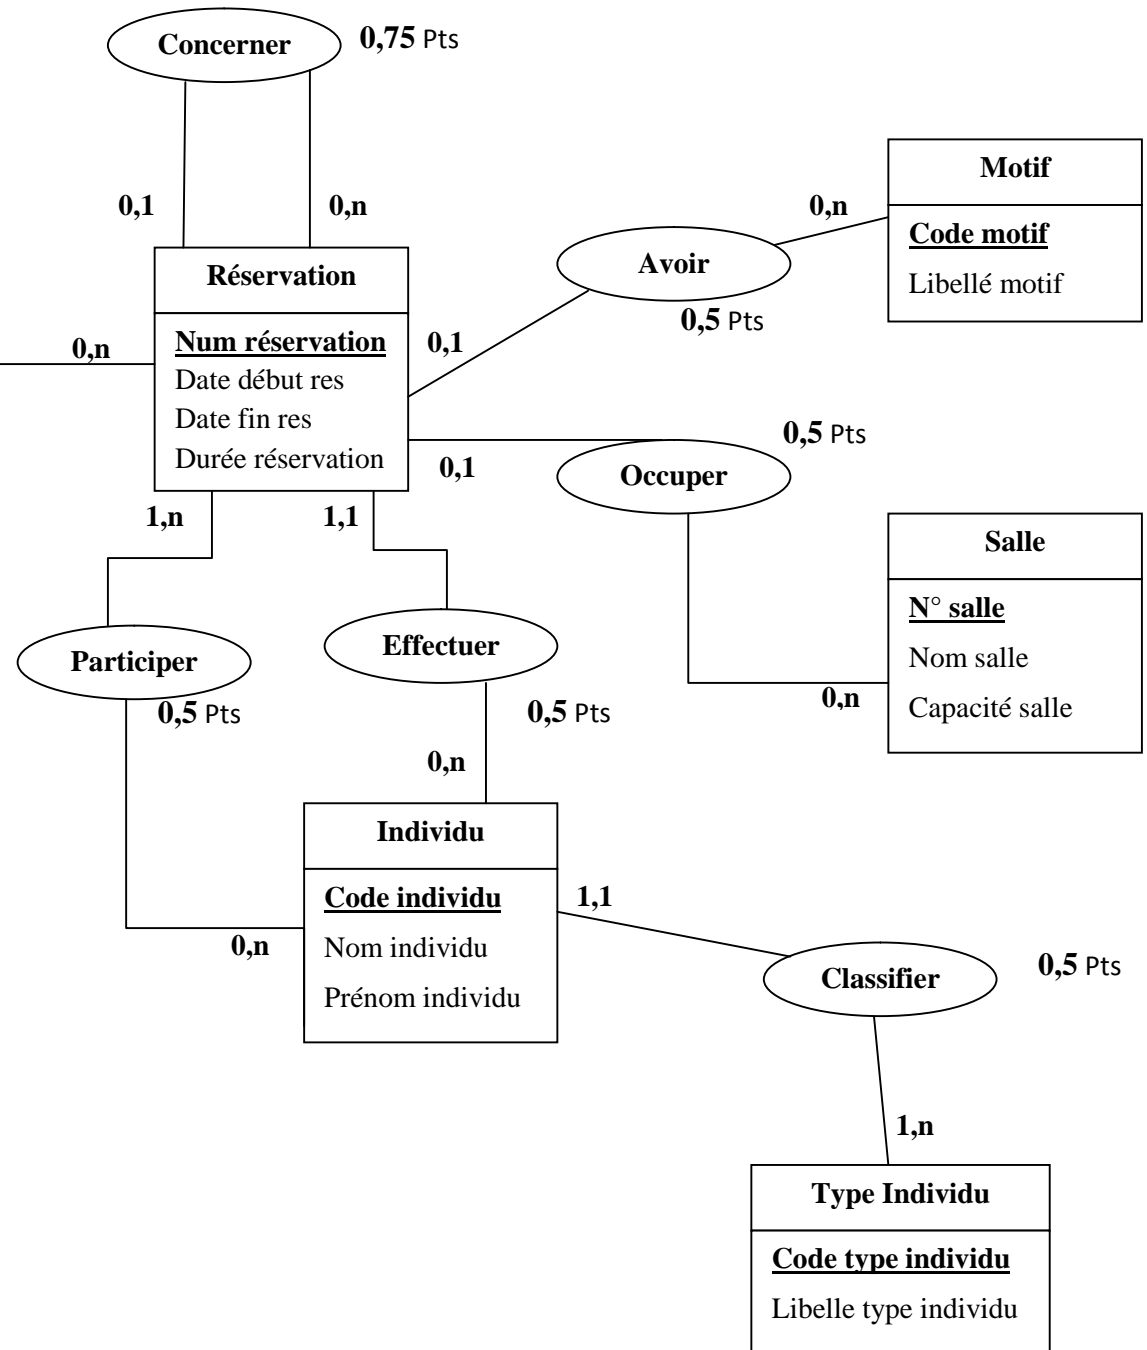 Concerner
0,75 Pts
0,1
0,n
Motif
Code motif
Libellé motif
0,n
Avoir
0,5 Pts
Réservation
Num réservation
Date début res
Date fin res
Durée réservation
0,n
0,1
0,1
0,5 Pts
Occuper
1,n
1,1
Salle
N° salle
Nom salle
Capacité salle
0,n
Participer
0,5 Pts
Effectuer
0,5 Pts
0,n
Individu
Code individu
Nom individu
Prénom individu
0,n
1,1
Classifier
0,5 Pts
1,n
Type Individu
Code type individu
Libelle type individu